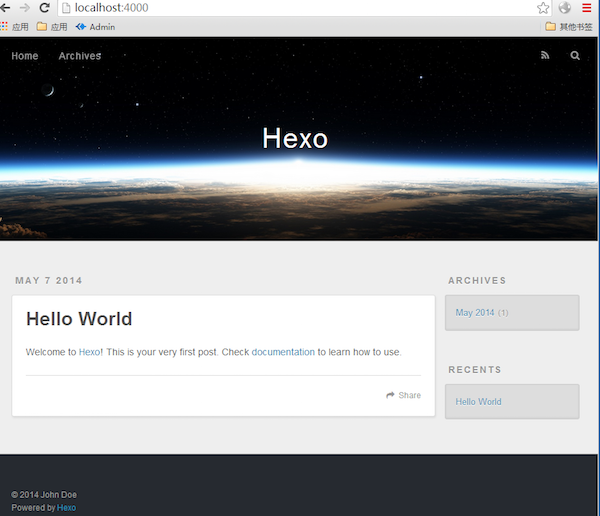 localhost:4000
应用 应用 Admin 其他书签
Home Archives
Hexo
MAY 7 2014
Hello World
Welcome to Hexo! This is your very first post. Check documentation to learn how to use.
Share
ARCHIVES
May 2014 (1)
RECENTS
Hello World
© 2014 John Doe
Powered by Hexo